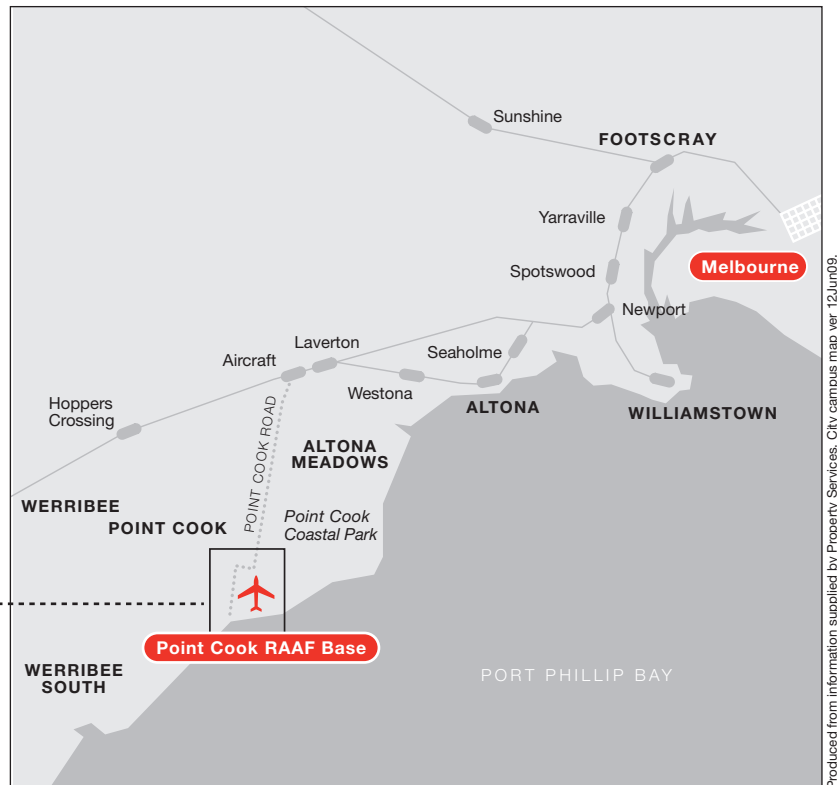 Sunshine
FOOTSCRAY
Yarraville
Spotswood
Melbourne
Newport
Laverton
Seaholme
Aircraft
Westona
Hoppers
Crossing
ALTONA
WILLIAMSTOWN
POINT COOK ROAD
ALTONA
MEADOWS
WERRIBEE
POINT COOK
Point Cook
Coastal Park
Point Cook RAAF Base
WERRIBEE
SOUTH
PORT PHILLIP BAY
Produced from information supplied by Property Services. City campus map ver 12Jun09.